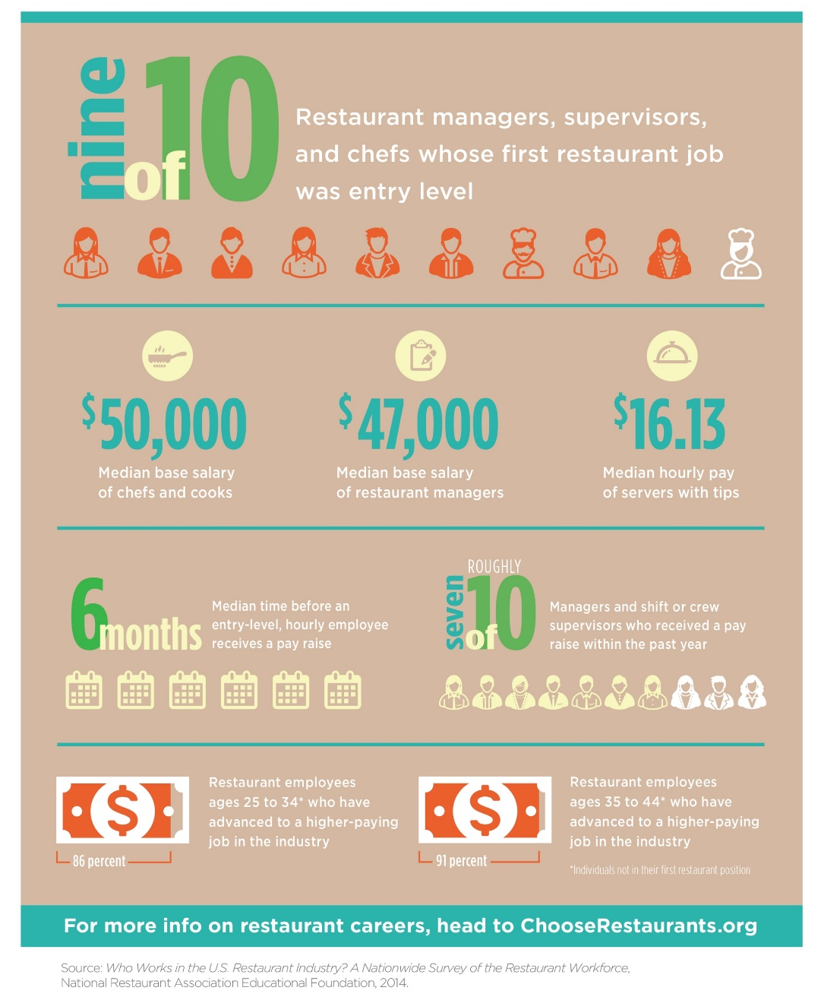 nine of 10
Restaurant managers, supervisors,
and chefs whose first restaurant job
was entry level
$50,000
Median base salary
of chefs and cooks
$47,000
Median base salary
of restaurant managers
$16.13
Median hourly pay
of servers with tips
6 months
Median time before an
entry-level, hourly employee
receives a pay raise
ROUGHLY
seven of 10
Managers and shift or crew
supervisors who received a pay
raise within the past year
$
86 percent
Restaurant employees
ages 25 to 34* who have
advanced to a higher-paying
job in the industry
$
91 percent
Restaurant employees
ages 35 to 44* who have
advanced to a higher-paying
job in the industry
*Individuals not in their first restaurant position
For more info on restaurant careers, head to ChooseRestaurants.org
Source: Who Works in the U.S. Restaurant Industry? A Nationwide Survey of the Restaurant Workforce,
National Restaurant Association Educational Foundation, 2014.